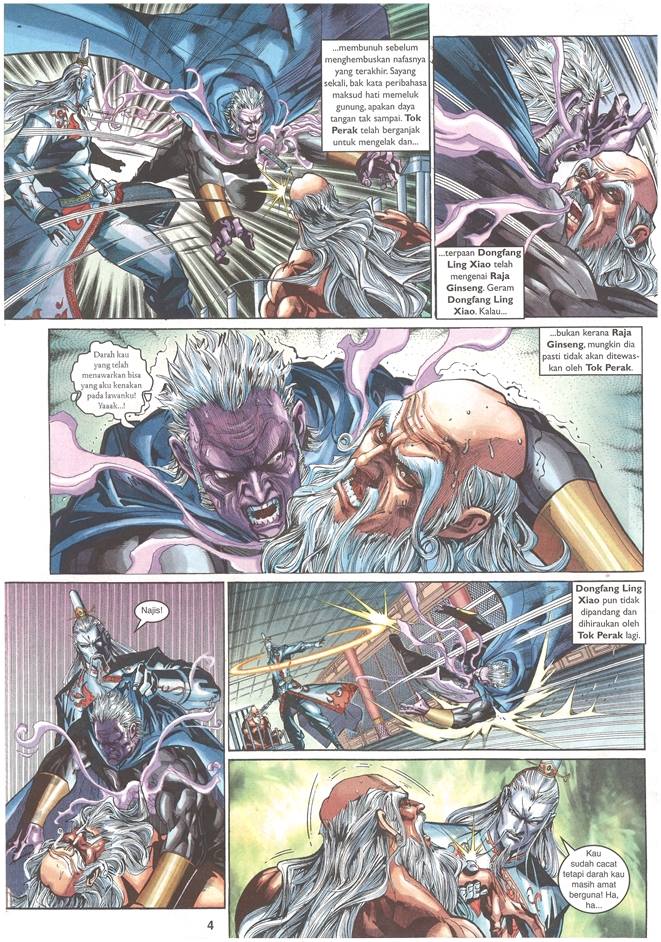 ...membunuh sebelum
menghembuskan nafasnya
yang terakhir. Sayang
sekali, bak kata peribahasa
maksud hati memeluk
gunung, apakan daya
tangan tak sampai. Tok
Perak telah berganjak
untuk mengelak dan...
...terpaan Dongfang
Ling Xiao telah
mengenai Raja
Ginseng. Geram
Dongfang Ling
Xiao. Kalau...
...bukan kerana Raja
Ginseng, mungkin dia
pasti tidak akan ditewas-
kan oleh Tok Perak.
Darah kau
yang telah
menawarkan bisa
yang aku kenakan
pada lawanku!
Yaaak...!
Najis!
Dongfang Ling
Xiao pun tidak
dipandang dan
dihiraukan oleh
Tok Perak lagi.
Kau
sudah cacat
tetapi darah kau
masih amat
berguna! Ha,
ha...
4